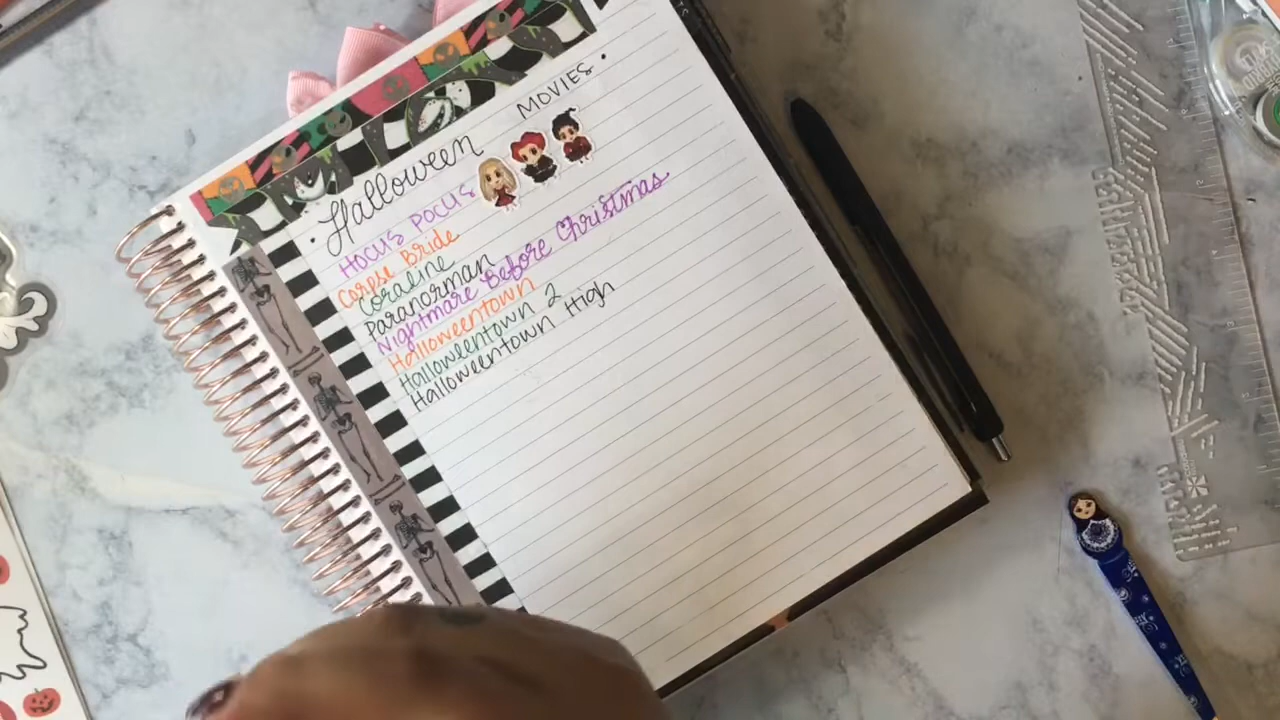 • Halloween MOVIES •
HOCUS POCUS
Corpse Bride
Coraline
Paranorman
Nightmare Before Christmas
Halloweentown
Halloweentown 2
Halloweentown High